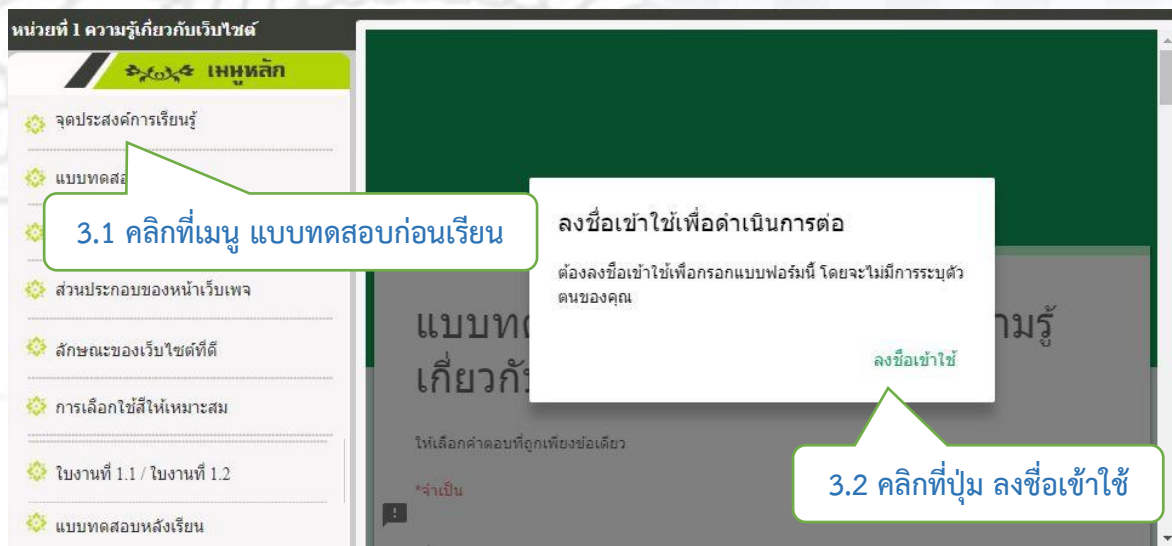 หน่วยที่ 1 ความรู้เกี่ยวกับเว็บไซต์
เมนูหลัก
จุดประสงค์การเรียนรู้
แบบทดส
3.1 คลิกที่เมนู แบบทดสอบก่อนเรียน
ส่วนประกอบของหน้าเว็บเพจ
ลักษณะของเว็บไซต์ที่ดี
การเลือกใช้สีให้เหมาะสม
ใบงานที่ 1.1 / ใบงานที่ 1.2
แบบทดสอบหลังเรียน
ลงชื่อเข้าใช้เพื่อดำเนินการต่อ
ต้องลงชื่อเข้าใช้เพื่อกรอกแบบฟอร์มนี้ โดยจะไม่มีการระบุตัว
ตนของคุณ
ลงชื่อเข้าใช้
แบบท ามรู้
เกี่ยวกั
ให้เลือกคำตอบที่ถูกเพียงข้อเดียว
*จำเป็น
3.2 คลิกที่ปุ่ม ลงชื่อเข้าใช้